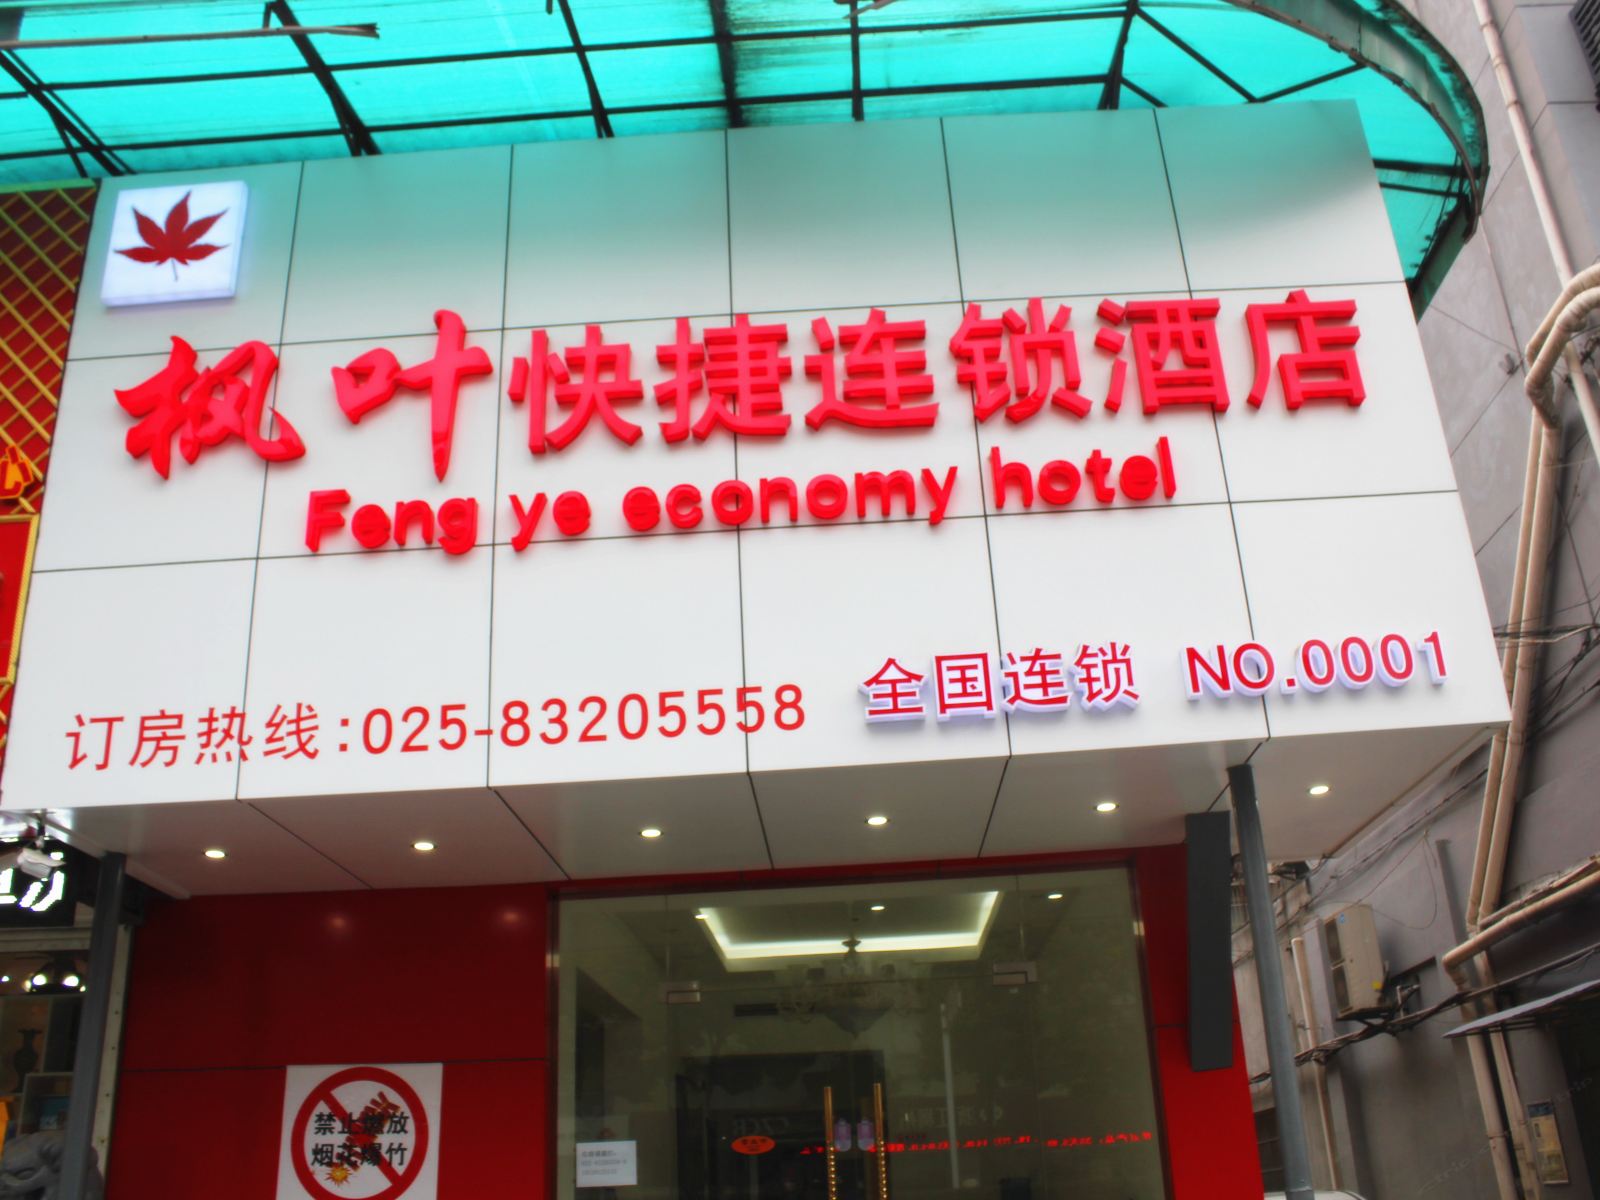 枫叶快捷连锁酒店
Feng ye economy hotel
订房热线:025-83205558
全国连锁 NO.0001
禁止燃放
烟花爆竹